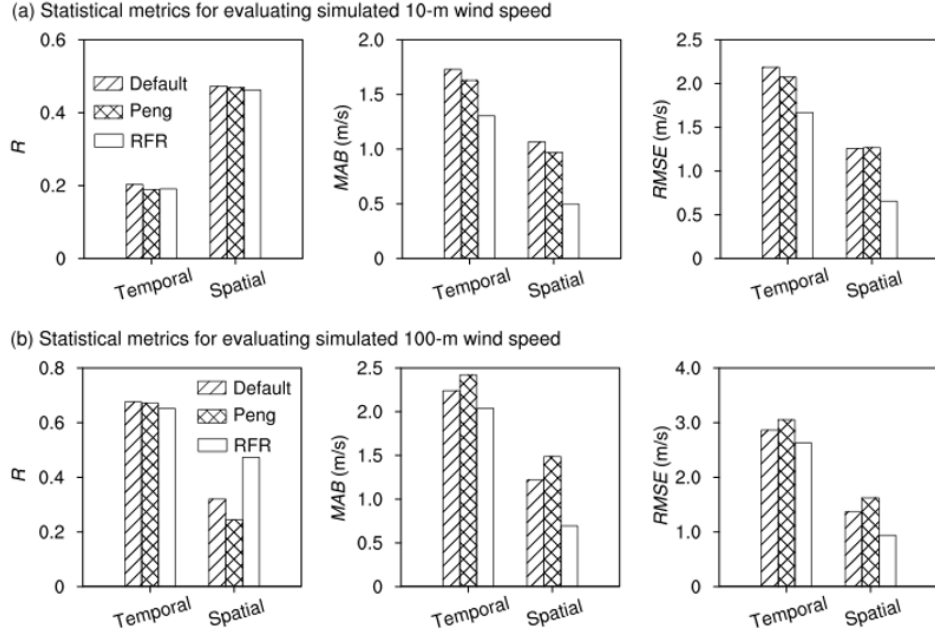 (a) Statistical metrics for evaluating simulated 10-m wind speed
R
0.6
0.4
0.2
0
Default
Peng
RFR
Temporal
Spatial
MAB (m/s)
2.0
1.5
1.0
0.5
0
Temporal
Spatial
RMSE (m/s)
2.5
2.0
1.5
1.0
0.5
0
Temporal
Spatial
(b) Statistical metrics for evaluating simulated 100-m wind speed
R
0.8
0.6
0.4
0.2
0
Default
Peng
RFR
Temporal
Spatial
MAB (m/s)
2.5
2.0
1.5
1.0
0.5
0
Temporal
Spatial
RMSE (m/s)
4.0
3.0
2.0
1.0
0
Temporal
Spatial